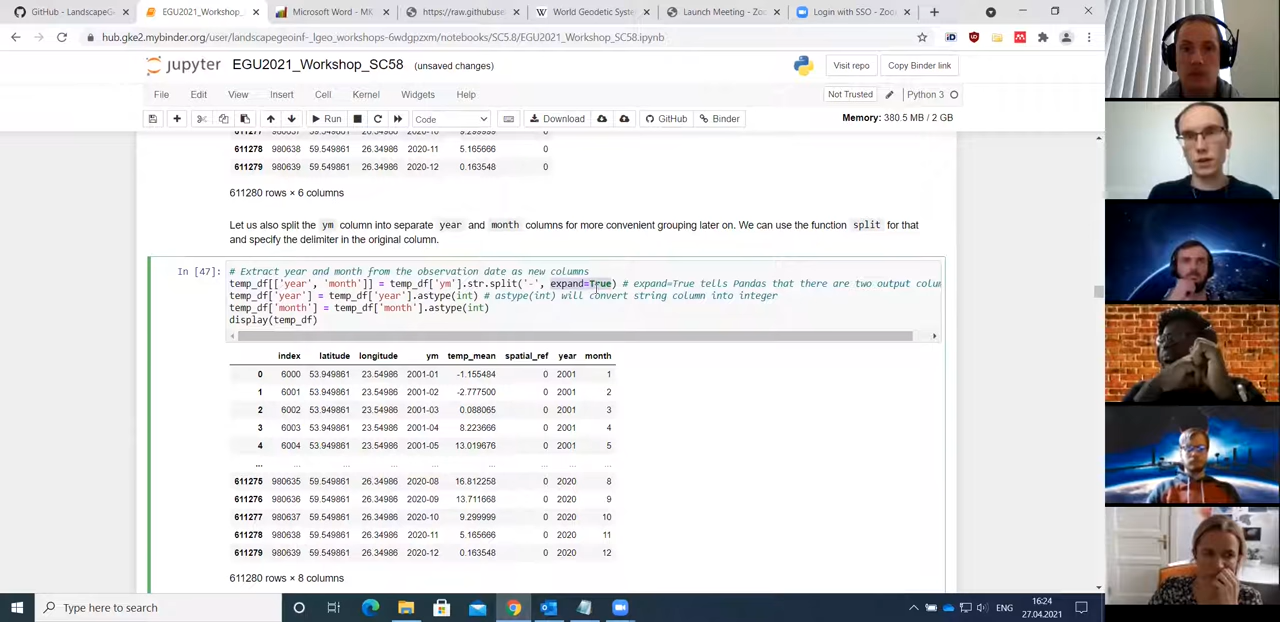 GitHub - LandscapeG
EGU2021_Workshop_
Microsoft Word - MK
https://raw.githubuse
World Geodetic Syste
Launch Meeting - Zoo
Login with SSO - Zoo
hub.gke2.mybinder.org/user/landscapegeoinf-_lgeo_workshops-6wdgpzxm/notebooks/SC5.8/EGU2021_Workshop_SC58.ipynb
jupyter EGU2021_Workshop_SC58 (unsaved changes) Visit repo Copy Binder link
File Edit View Insert Cell Kernel Widgets Help Not Trusted Python 3
Run Code Download GitHub Binder Memory: 380.5 MB / 2 GB
611277 980637 59.549861 26.34986 2020-10 9.299999 0
611278 980638 59.549861 26.34986 2020-11 5.165666 0
611279 980639 59.549861 26.34986 2020-12 0.163548 0
611280 rows × 6 columns
Let us also split the ym column into separate year and month columns for more convenient grouping later on. We can use the function split for that
and specify the delimiter in the original column.
In [47]: # Extract year and month from the observation date as new columns
temp_df[['year', 'month']] = temp_df['ym'].str.split('-', expand=True) # expand=True tells Pandas that there are two output colum
temp_df['year'] = temp_df['year'].astype(int) # astype(int) will convert string column into integer
temp_df['month'] = temp_df['month'].astype(int)
display(temp_df)
index latitude longitude ym temp_mean spatial_ref year month
0 6000 53.949861 23.54986 2001-01 -1.155484 0 2001 1
1 6001 53.949861 23.54986 2001-02 -2.777500 0 2001 2
2 6002 53.949861 23.54986 2001-03 0.088065 0 2001 3
3 6003 53.949861 23.54986 2001-04 8.223666 0 2001 4
4 6004 53.949861 23.54986 2001-05 13.019676 0 2001 5
... ... ... ... ... ... ... ... ...
611275 980635 59.549861 26.34986 2020-08 16.812258 0 2020 8
611276 980636 59.549861 26.34986 2020-09 13.711668 0 2020 9
611277 980637 59.549861 26.34986 2020-10 9.299999 0 2020 10
611278 980638 59.549861 26.34986 2020-11 5.165666 0 2020 11
611279 980639 59.549861 26.34986 2020-12 0.163548 0 2020 12
611280 rows × 8 columns
Type here to search
ENG
16:24
27.04.2021